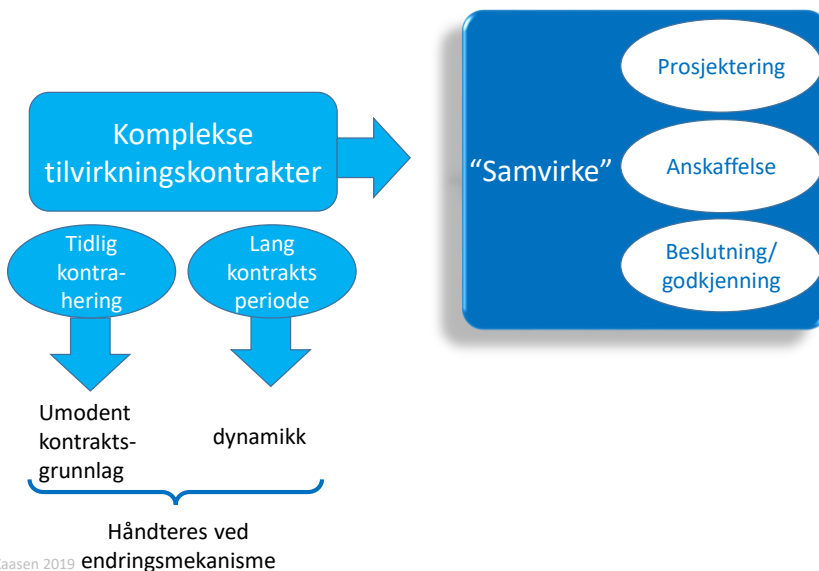 Komplekse
tilvirkningskontrakter
Tidlig
kontra-
hering
Lang
kontrakts
periode
Umodent
kontrakts-
grunnlag
dynamikk
Håndteres ved
endringsmekanisme
“Samvirke”
Prosjektering
Anskaffelse
Beslutning/
godkjenning
2019